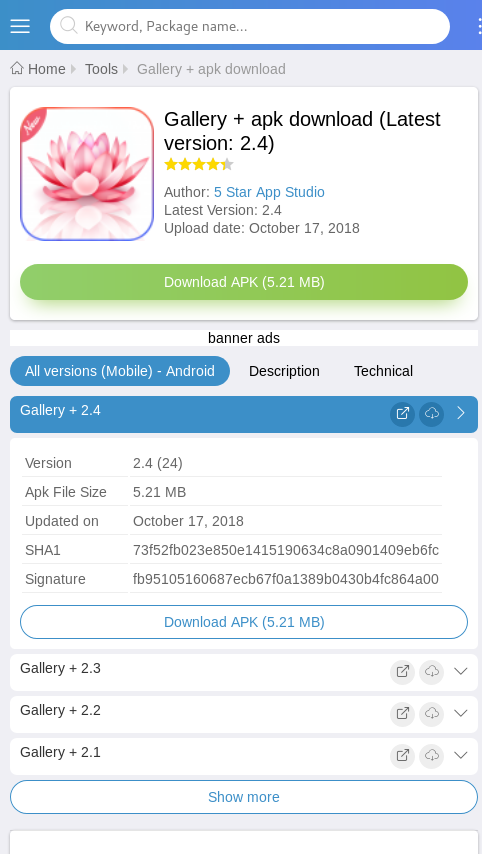 Keyword, Package name...
Home Tools Gallery + apk download
New
Gallery + apk download (Latest
version: 2.4)
Author: 5 Star App Studio
Latest Version: 2.4
Upload date: October 17, 2018
Download APK (5.21 MB)
banner ads
All versions (Mobile) - Android Description Technical
Gallery + 2.4
Version 2.4 (24)
Apk File Size 5.21 MB
Updated on October 17, 2018
SHA1 73f52fb023e850e1415190634c8a0901409eb6fc
Signature fb95105160687ecb67f0a1389b0430b4fc864a00
Download APK (5.21 MB)
Gallery + 2.3
Gallery + 2.2
Gallery + 2.1
Show more